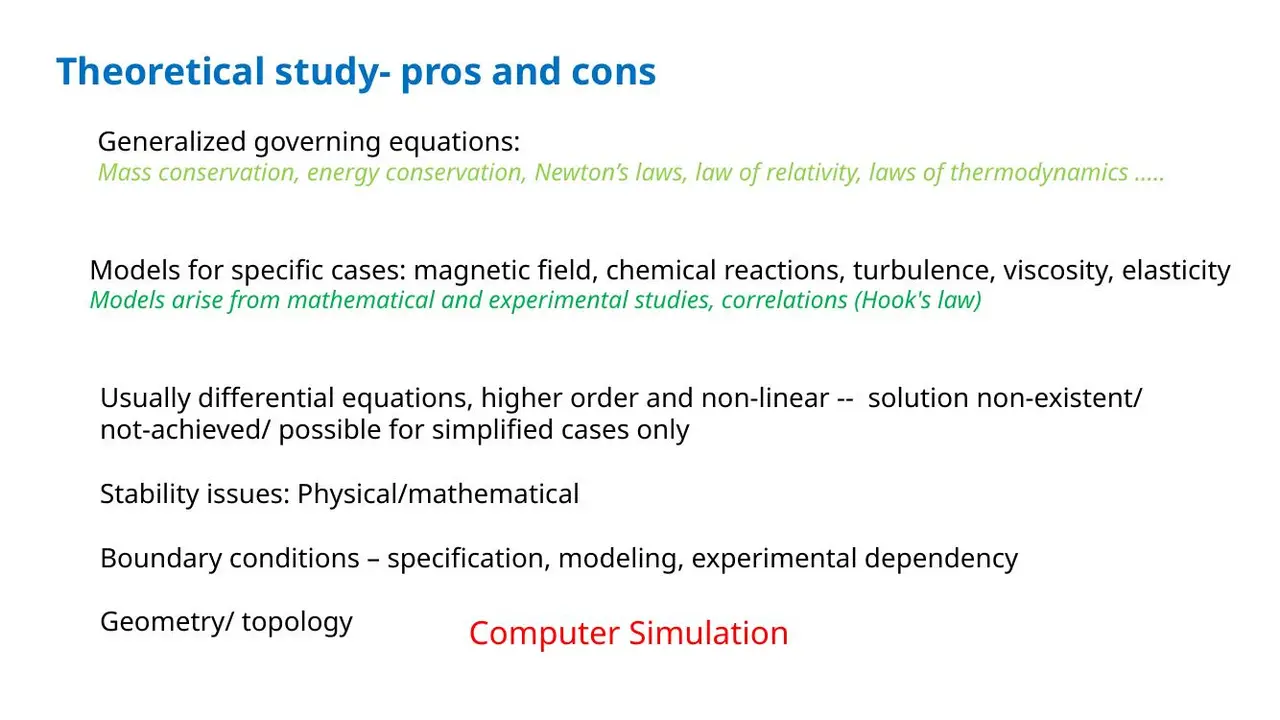 Theoretical study- pros and cons
Generalized governing equations:
Mass conservation, energy conservation, Newton’s laws, law of relativity, laws of thermodynamics …..
Models for specific cases: magnetic field, chemical reactions, turbulence, viscosity, elasticity
Models arise from mathematical and experimental studies, correlations (Hook's law)
Usually differential equations, higher order and non-linear --  solution non-existent/
not-achieved/ possible for simplified cases only
Stability issues: Physical/mathematical
Boundary conditions – specification, modeling, experimental dependency
Geometry/ topology
Computer Simulation